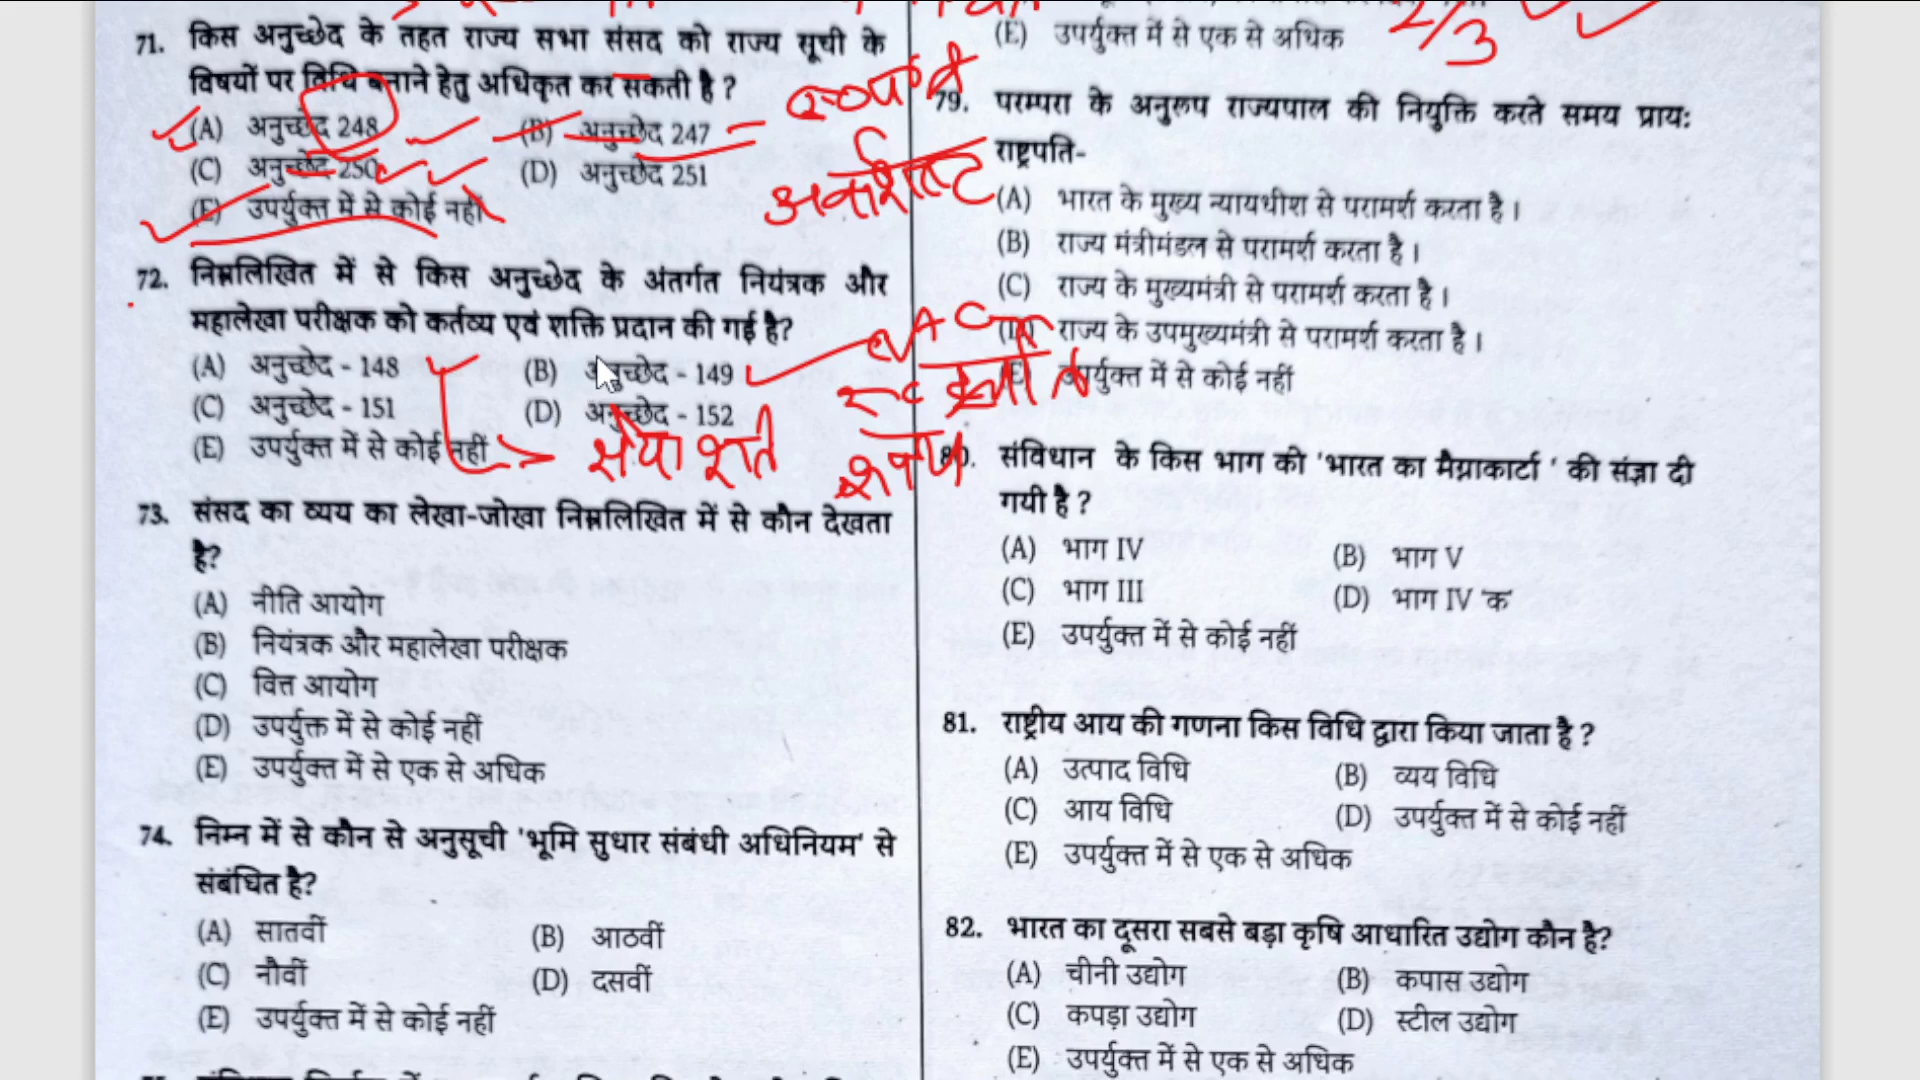 71. किस अनुच्छेद के तहत राज्य सभा संसद को राज्य सूची के
विषयों पर विधि बनाने हेतु अधिकृत कर सकती है ?
(A) अनुच्छेद 248 (B) अनुच्छेद 247
(C) अनुच्छेद 250 (D) अनुच्छेद 251
(E) उपर्युक्त में से कोई नहीं
72. निम्नलिखित में से किस अनुच्छेद के अंतर्गत नियंत्रक और
महालेखा परीक्षक को कर्तव्य एवं शक्ति प्रदान की गई है?
(A) अनुच्छेद - 148 (B) अनुच्छेद - 149
(C) अनुच्छेद - 151 (D) अनुच्छेद - 152
(E) उपर्युक्त में से कोई नहीं
73. संसद का व्यय का लेखा-जोखा निम्नलिखित में से कौन देखता
है?
(A) नीति आयोग
(B) नियंत्रक और महालेखा परीक्षक
(C) वित्त आयोग
(D) उपर्युक्त में से कोई नहीं
(E) उपर्युक्त में से एक से अधिक
74. निम्न में से कौन से अनुसूची 'भूमि सुधार संबंधी अधिनियम' से
संबंधित है?
(A) सातवीं (B) आठवीं
(C) नौवीं (D) दसवीं
(E) उपर्युक्त में से कोई नहीं
(E) उपर्युक्त में से एक से अधिक
2/3
79. परम्परा के अनुरुप राज्यपाल की नियुक्ति करते समय प्राय:
राष्ट्रपति-
(A) भारत के मुख्य न्यायधीश से परामर्श करता है।
(B) राज्य मंत्रीमंडल से परामर्श करता है।
(C) राज्य के मुख्यमंत्री से परामर्श करता है।
(D) राज्य के उपमुख्यमंत्री से परामर्श करता है।
(E) उपर्युक्त में से कोई नहीं
80. संविधान के किस भाग को 'भारत का मैग्नाकार्टा ' की संज्ञा दी
गयी है ?
(A) भाग IV (B) भाग V
(C) भाग III (D) भाग IV 'क'
(E) उपर्युक्त में से कोई नहीं
81. राष्ट्रीय आय की गणना किस विधि द्वारा किया जाता है ?
(A) उत्पाद विधि (B) व्यय विधि
(C) आय विधि (D) उपर्युक्त में से कोई नहीं
(E) उपर्युक्त में से एक से अधिक
82. भारत का दूसरा सबसे बड़ा कृषि आधारित उद्योग कौन है?
(A) चीनी उद्योग (B) कपास उद्योग
(C) कपड़ा उद्योग (D) स्टील उद्योग
(E) उपर्युक्त में से एक से अधिक